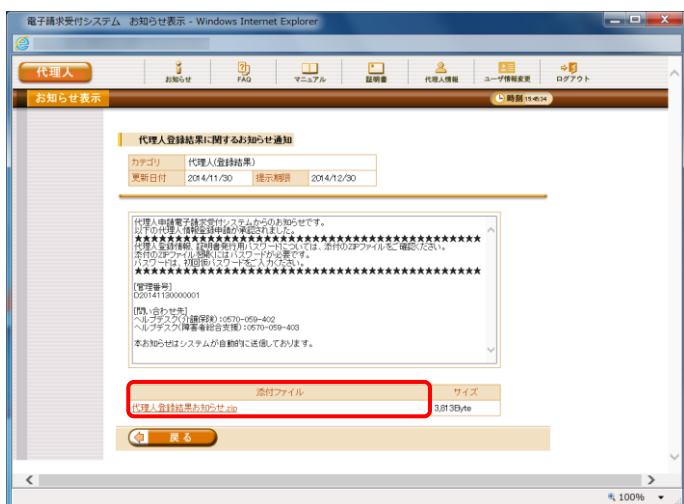 電子請求受付システム　お知らせ表示 - Windows Internet Explorer
代理人
お知らせ
FAQ
マニュアル
証明書
代理人情報
ユーザ情報変更
ログアウト
お知らせ表示
時刻 15:45:34
代理人登録結果に関するお知らせ通知
カテゴリ 代理人(登録結果)
更新日付 2014/11/30 提示期限 2014/12/30
代理人申請電子請求受付システムからのお知らせです。
以下の代理人情報登録申請が承認されました。
★★★★★★★★★★★★★★★★★★★★★★★★★★★★★★★★★★★★★★★★
代理人登録情報、証明書発行用パスワードについては、添付のZIPファイルをご確認ください。
添付のZIPファイルを開くにはパスワードが必要です。
パスワードは、初回仮パスワードをご入力ください。
★★★★★★★★★★★★★★★★★★★★★★★★★★★★★★★★★★★★★★★★
[管理番号]
D20141130000001
[問い合わせ先]
ヘルプデスク(介護保険):0570-059-402
ヘルプデスク(障害者総合支援):0570-059-403
本お知らせはシステムが自動的に送信しております。
添付ファイル サイズ
代理人登録結果お知らせ.zip 3,813Byte
戻る
100%